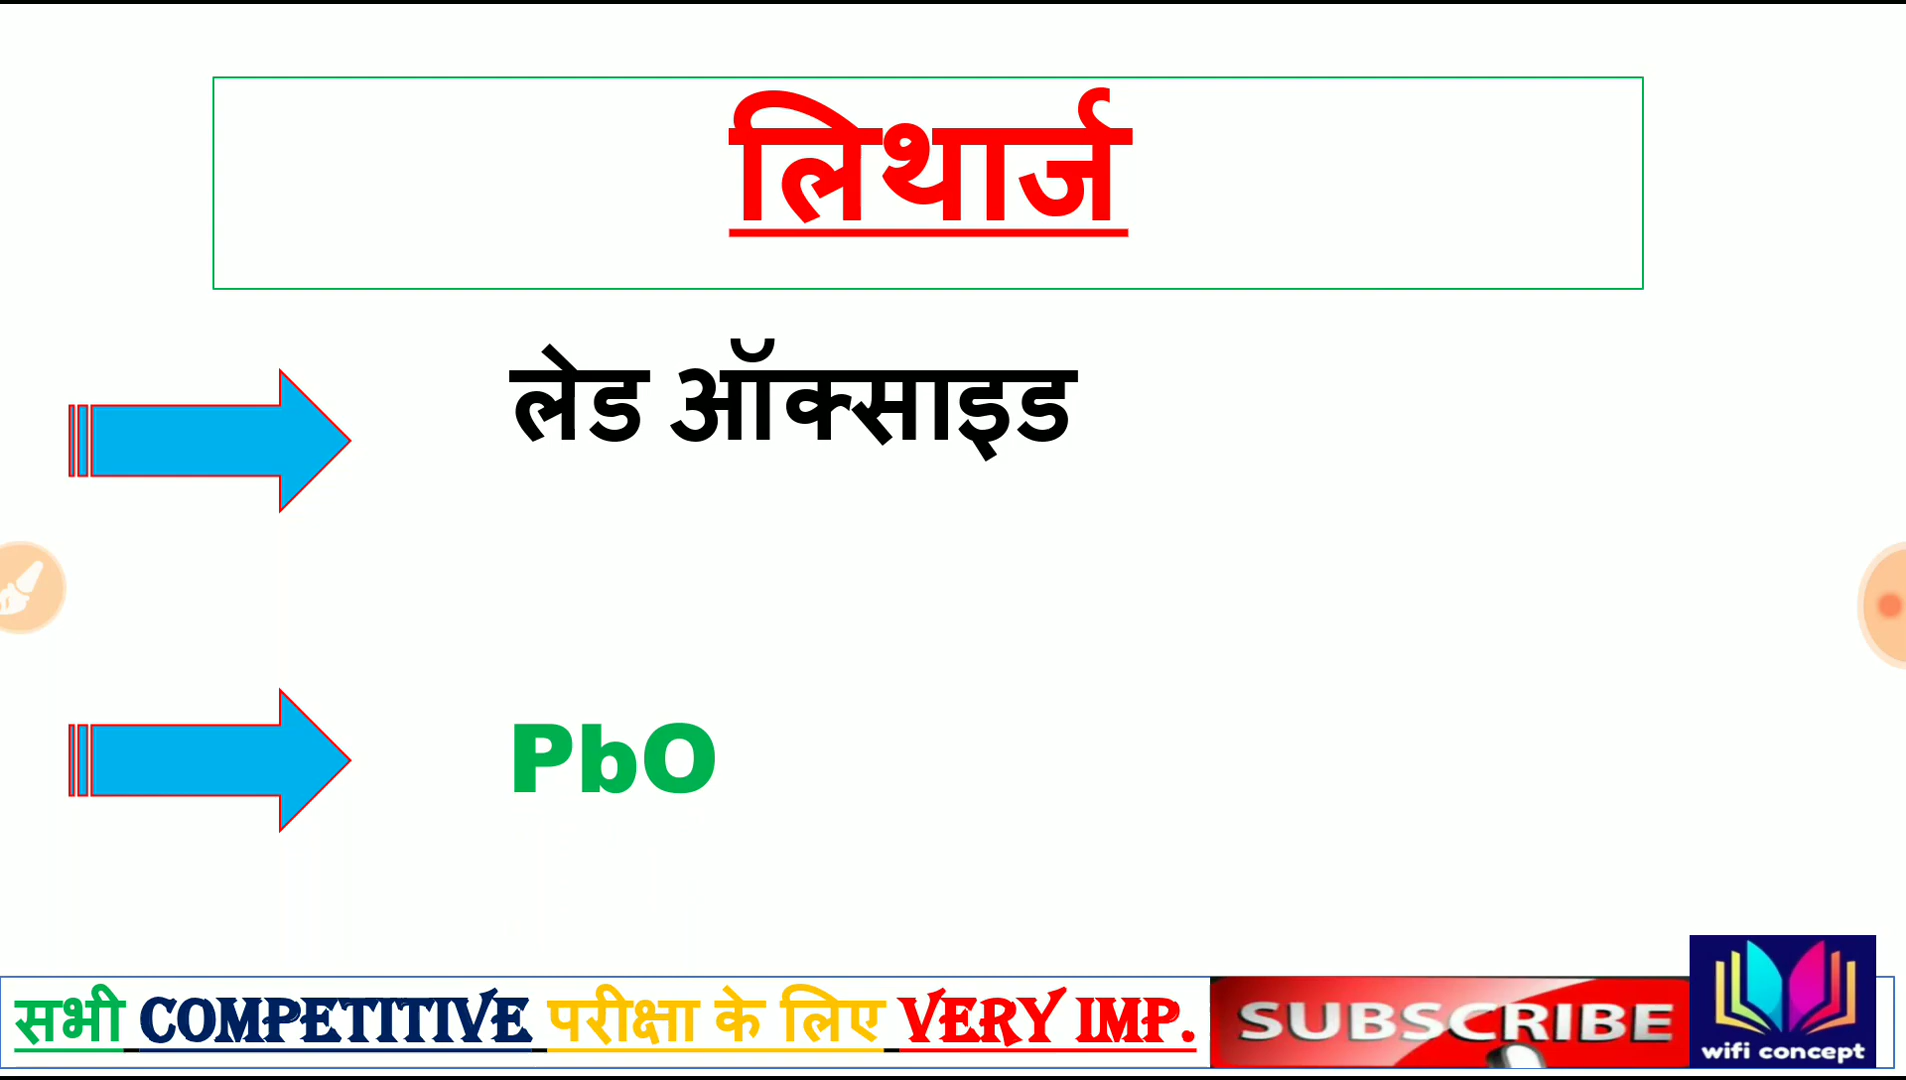 लिथार्ज
लेड ऑक्साइड
PbO
सभी COMPETITIVE परीक्षा के लिए VERY IMP.
SUBSCRIBE
wifi concept